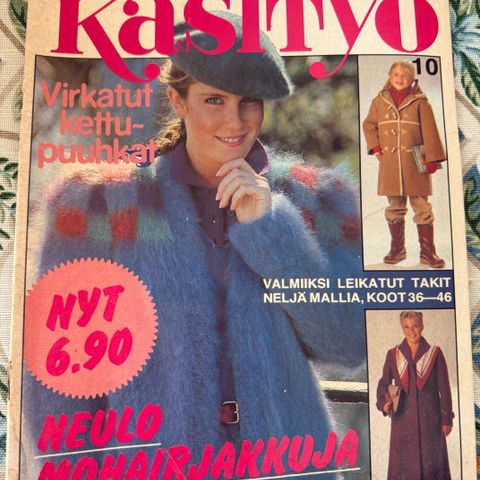 Käsityö
10
Virkatut
kettu-
puuhkat
VALMIIKSI LEIKATUT TAKIT
NELJÄ MALLIA, KOOT 36—46
NYT
6.90
NEULO
MOHAIRJAKKUJA